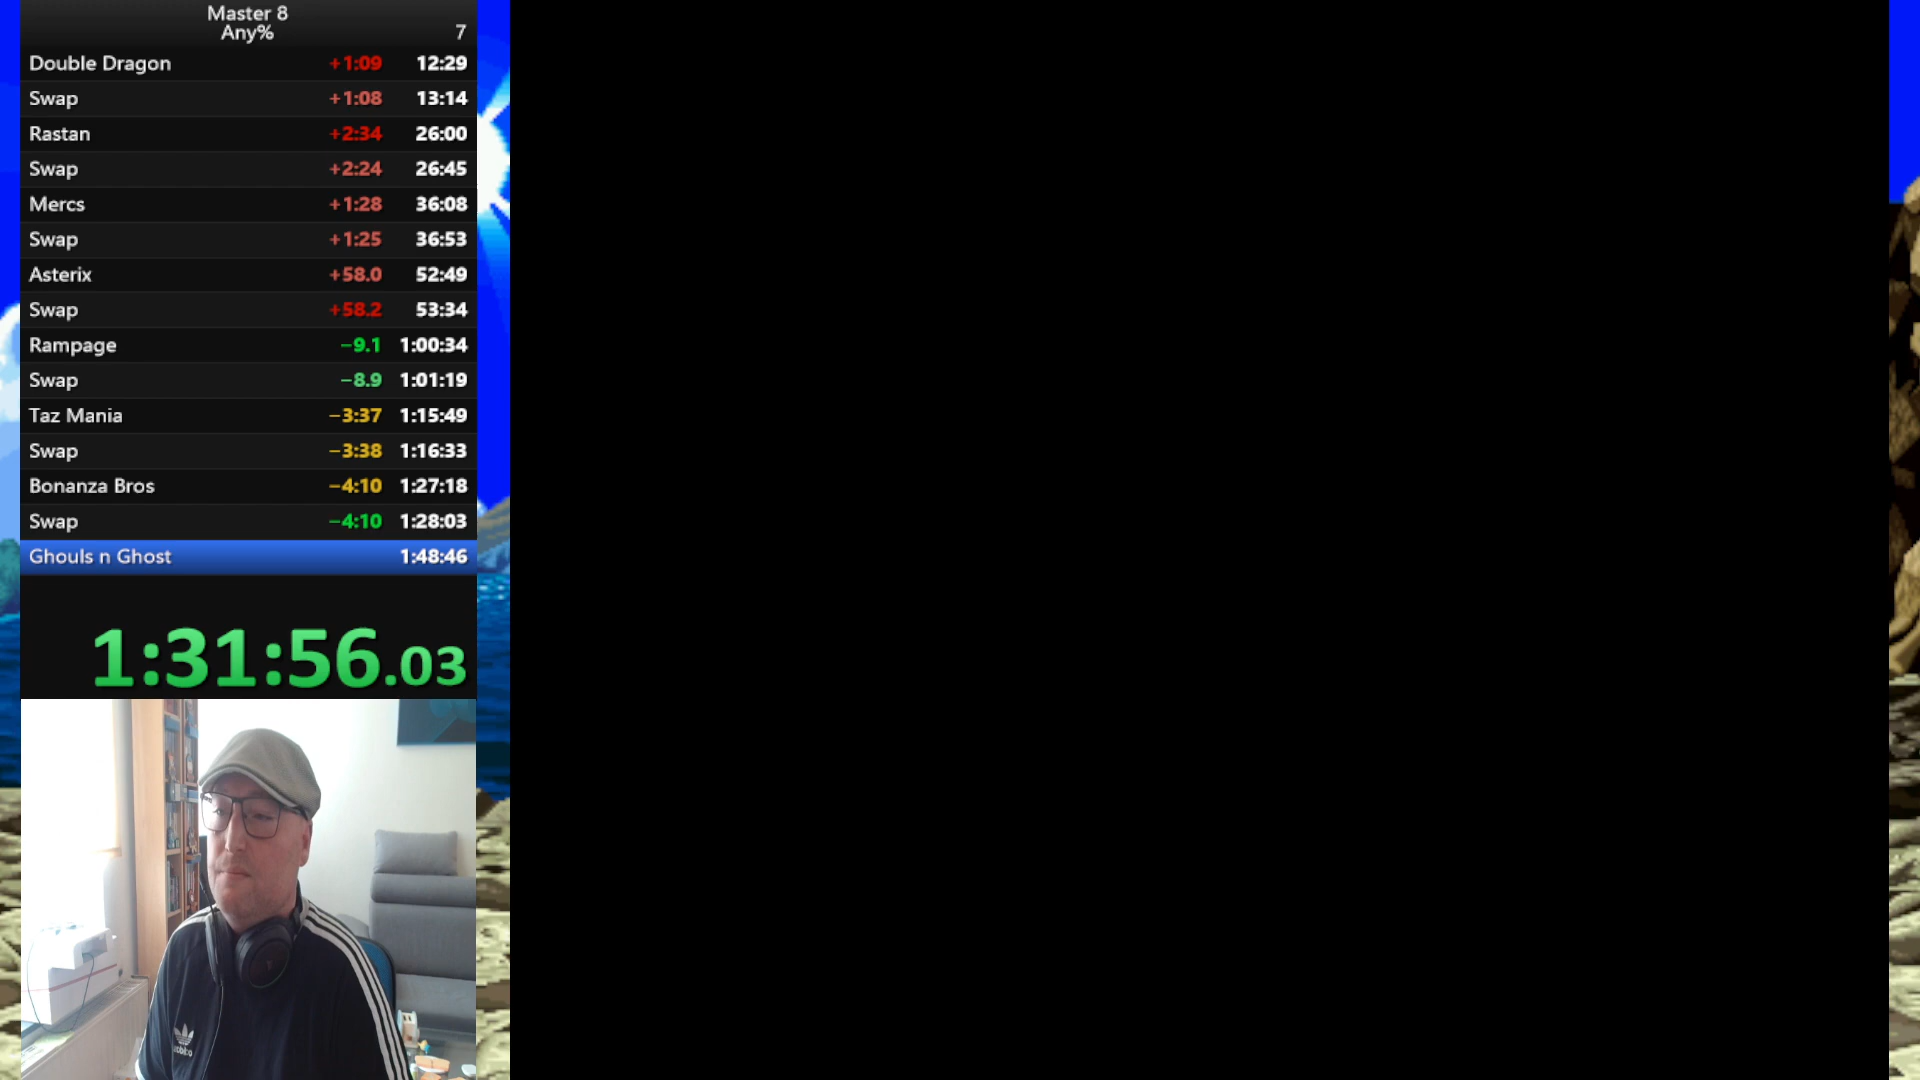 Master 8
Any%
7
Double Dragon +1:09 12:29
Swap +1:08 13:14
Rastan +2:34 26:00
Swap +2:24 26:45
Mercs +1:28 36:08
Swap +1:25 36:53
Asterix +58.0 52:49
Swap +58.2 53:34
Rampage −9.1 1:00:34
Swap −8.9 1:01:19
Taz Mania −3:37 1:15:49
Swap −3:38 1:16:33
Bonanza Bros −4:10 1:27:18
Swap −4:10 1:28:03
Ghouls n Ghost 1:48:46
1:31:56.03